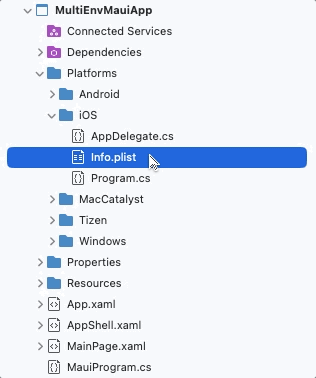 MultiEnvMauiApp
Connected Services
Dependencies
Platforms
Android
iOS
AppDelegate.cs
Info.plist
Program.cs
MacCatalyst
Tizen
Windows
Properties
Resources
App.xaml
AppShell.xaml
MainPage.xaml
MauiProgram.cs